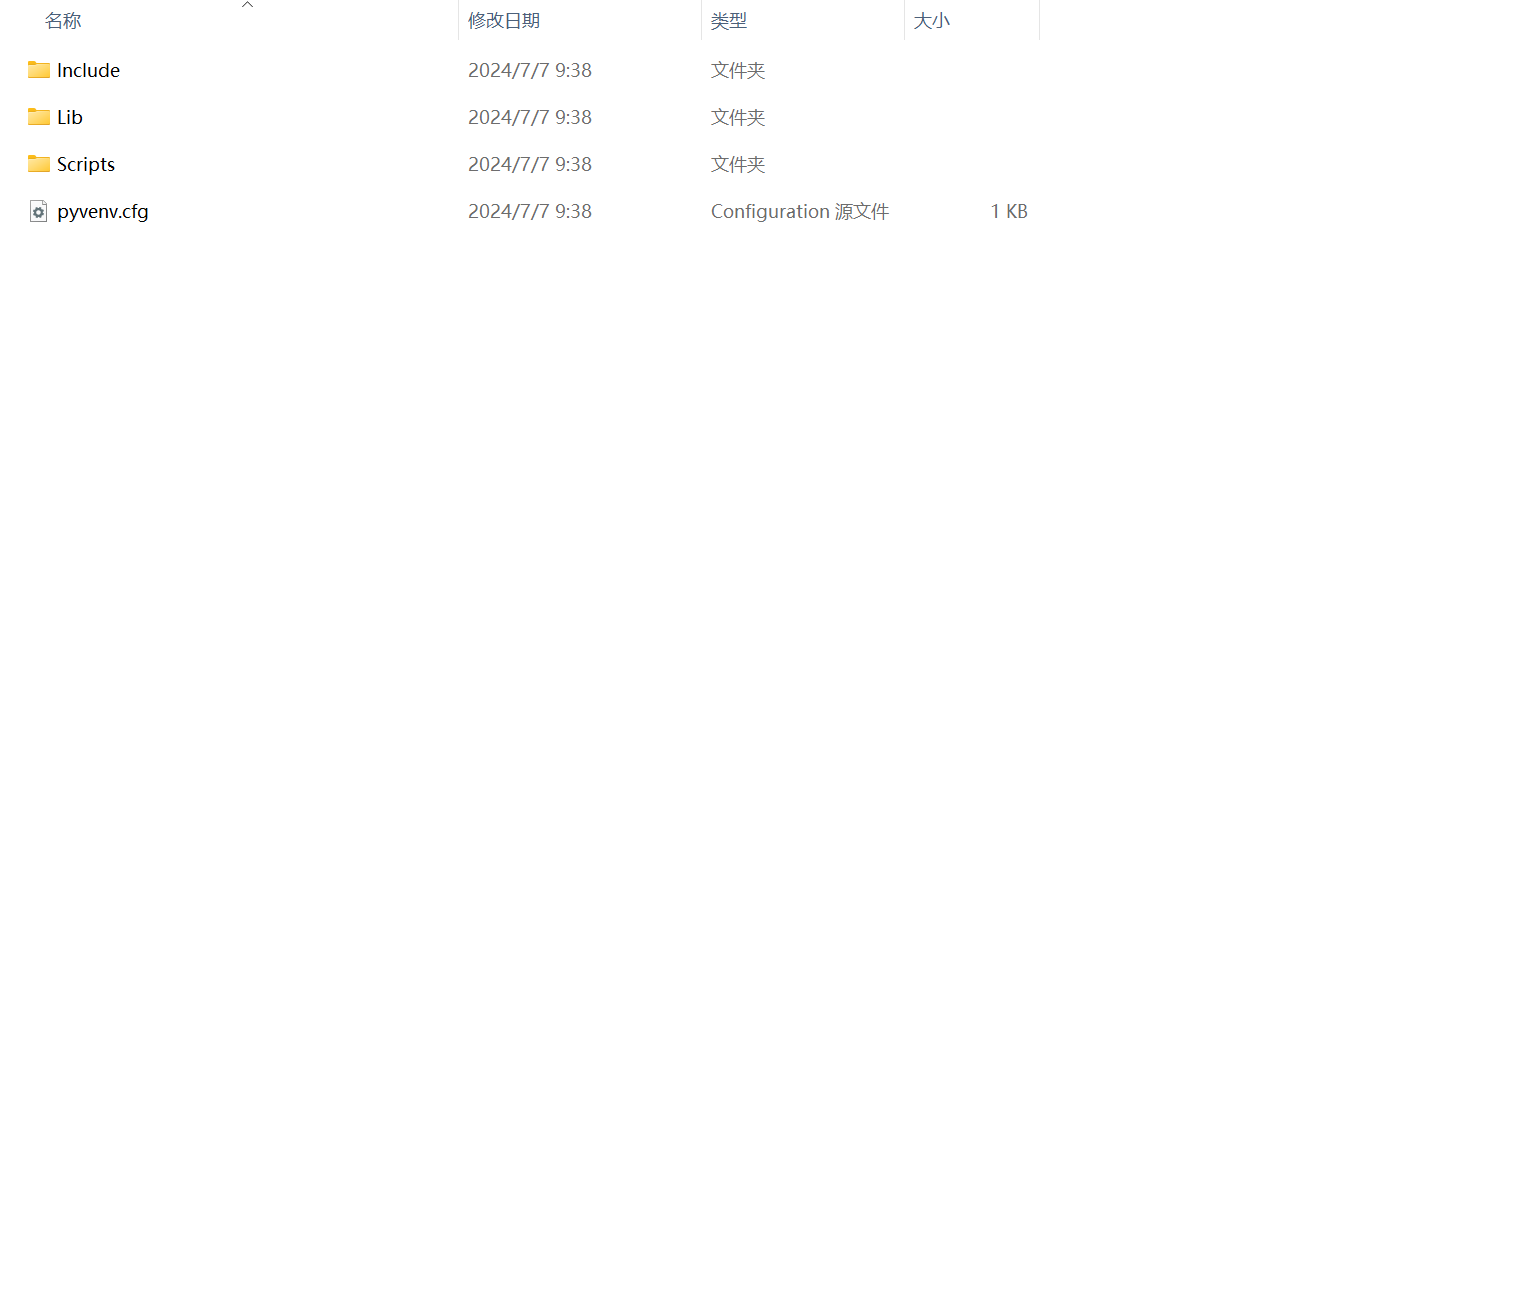 名称 修改日期 类型 大小
Include 2024/7/7 9:38 文件夹
Lib 2024/7/7 9:38 文件夹
Scripts 2024/7/7 9:38 文件夹
pyvenv.cfg 2024/7/7 9:38 Configuration 源文件 1 KB